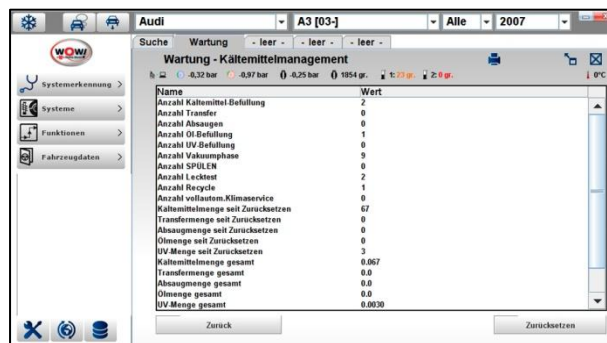 Audi A3 [03-] Alle 2007
WOW!
Suche Wartung - leer - - leer - - leer -
Wartung - Kältemittelmanagement
-0,32 bar -0,97 bar -0,25 bar 1854 gr. 1: 23 gr. 2: 0 gr. 0°C
Systemerkennung >
Systeme >
Funktionen >
Fahrzeugdaten >
Name Wert
Anzahl Kältemittel-Befüllung 2
Anzahl Transfer 0
Anzahl Absaugen 0
Anzahl Öl-Befüllung 1
Anzahl UV-Befüllung 0
Anzahl Vakuumphase 9
Anzahl SPÜLEN 0
Anzahl Lecktest 2
Anzahl Recycle 1
Anzahl vollautom.Klimaservice 0
Kältemittelmenge seit Zurücksetzen 67
Transfermenge seit Zurücksetzen 0
Absaugmenge seit Zurücksetzen 0
Ölmenge seit Zurücksetzen 0
UV-Menge seit Zurücksetzen 3
Kältemittelmenge gesamt 0.067
Transfermenge gesamt 0.0
Absaugmenge gesamt 0.0
Ölmenge gesamt 0.0
UV-Menge gesamt 0.0030
Zurück Zurücksetzen